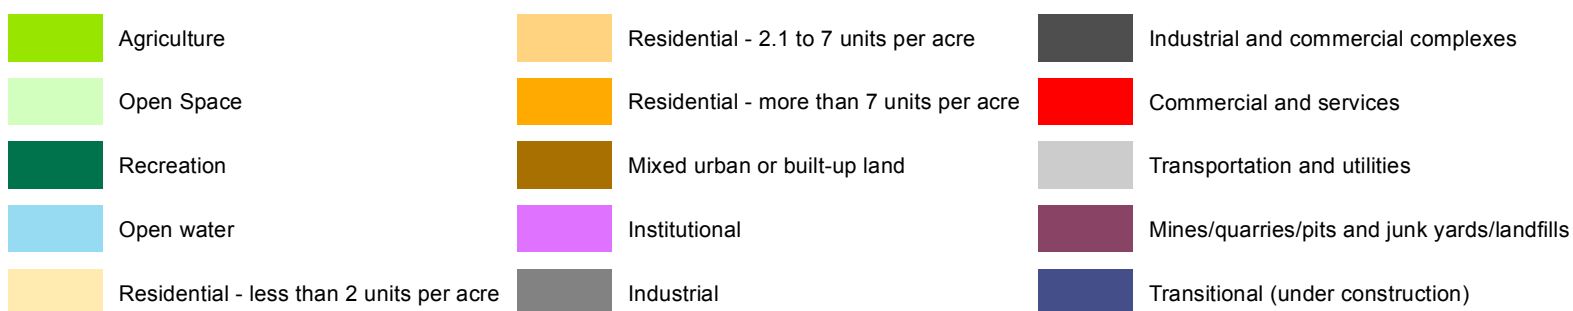 Agriculture
Open Space
Recreation
Open water
Residential - less than 2 units per acre
Residential - 2.1 to 7 units per acre
Residential - more than 7 units per acre
Mixed urban or built-up land
Institutional
Industrial
Industrial and commercial complexes
Commercial and services
Transportation and utilities
Mines/quarries/pits and junk yards/landfills
Transitional (under construction)